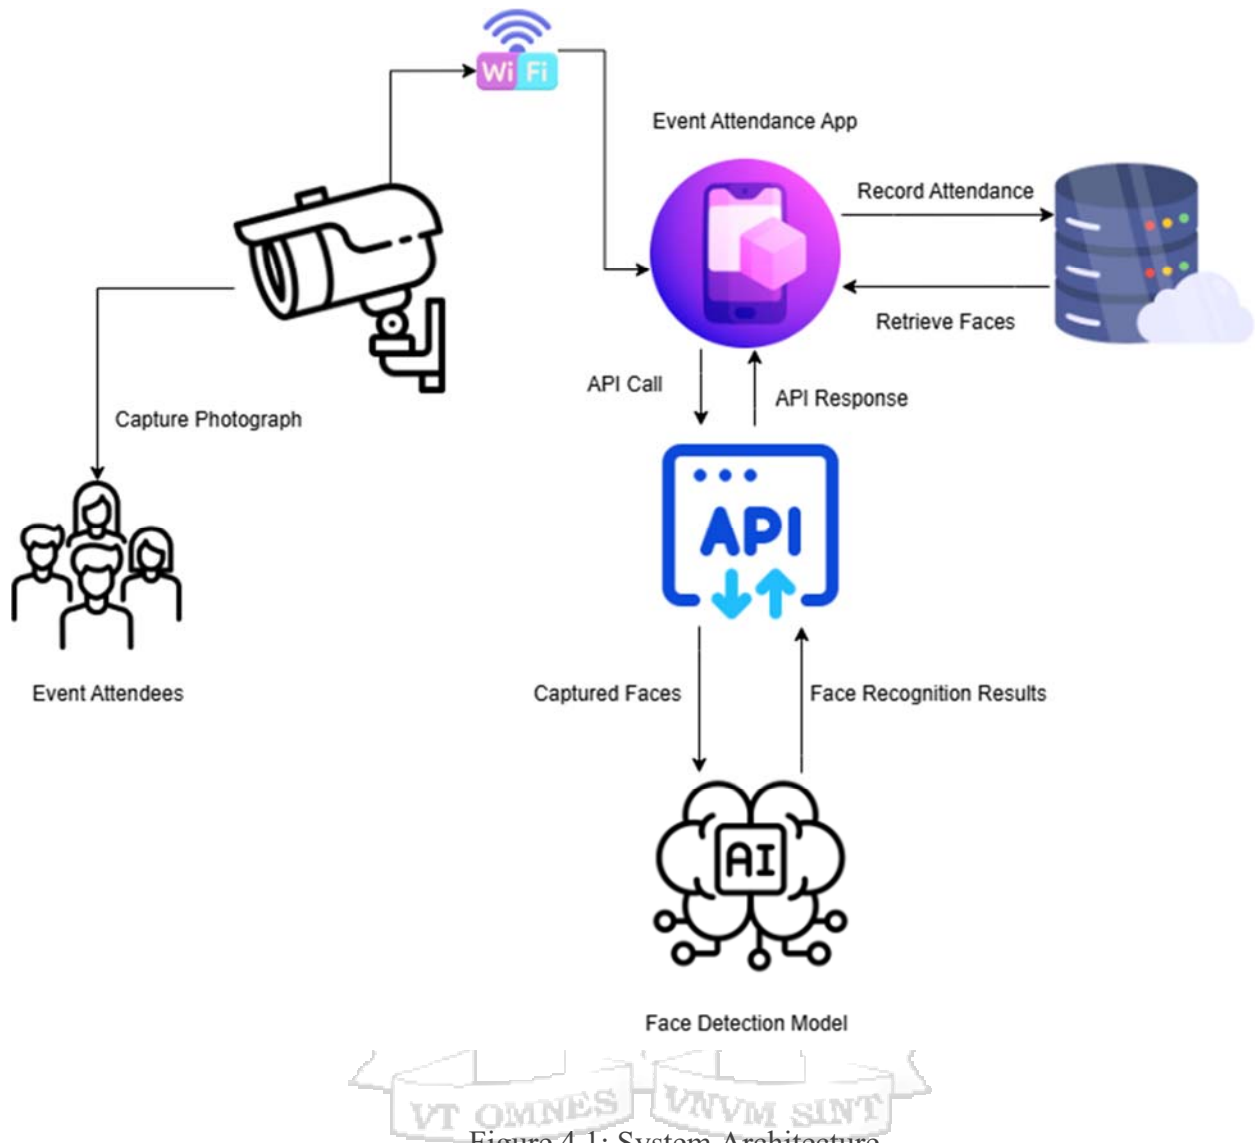 Wi Fi
Event Attendance App
Record Attendance
Retrieve Faces
API Call
API Response
Capture Photograph
API
Event Attendees
Captured Faces
Face Recognition Results
AI
Face Detection Model
VT OMNES VNVM SINT
Figure 4.1: System Architecture